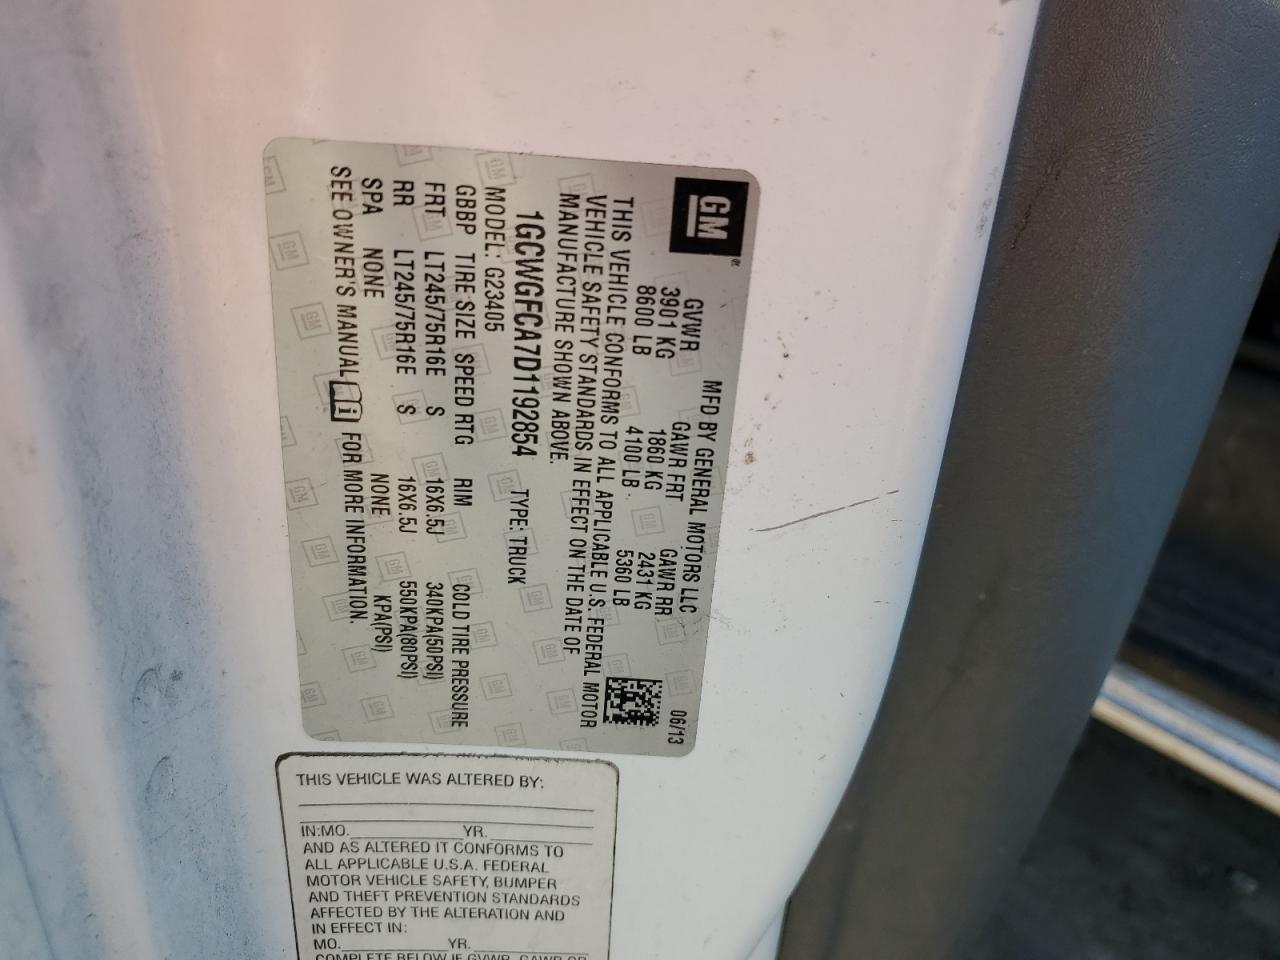 GM
MFD BY GENERAL MOTORS LLC 06/13
GVWR GAWR FRT GAWR RR
3901 KG 1860 KG 2431 KG
8600 LB 4100 LB 5360 LB
THIS VEHICLE CONFORMS TO ALL APPLICABLE U.S. FEDERAL MOTOR
VEHICLE SAFETY STANDARDS IN EFFECT ON THE DATE OF
MANUFACTURE SHOWN ABOVE.
1GCWGFCA7D1192854 TYPE: TRUCK
MODEL: G23405
GBBP TIRE SIZE SPEED RTG RIM COLD TIRE PRESSURE
FRT LT245/75R16E S 16X6.5J 340KPA(50PSI)
RR LT245/75R16E S 16X6.5J 550KPA(80PSI)
SPA NONE NONE KPA(PSI)
SEE OWNER'S MANUAL FOR MORE INFORMATION.
THIS VEHICLE WAS ALTERED BY:
IN:MO. YR.
AND AS ALTERED IT CONFORMS TO
ALL APPLICABLE U.S.A. FEDERAL
MOTOR VEHICLE SAFETY, BUMPER
AND THEFT PREVENTION STANDARDS
AFFECTED BY THE ALTERATION AND
IN EFFECT IN:
MO. YR.
COMPLETE BELOW IF GVWR, GAWR OR